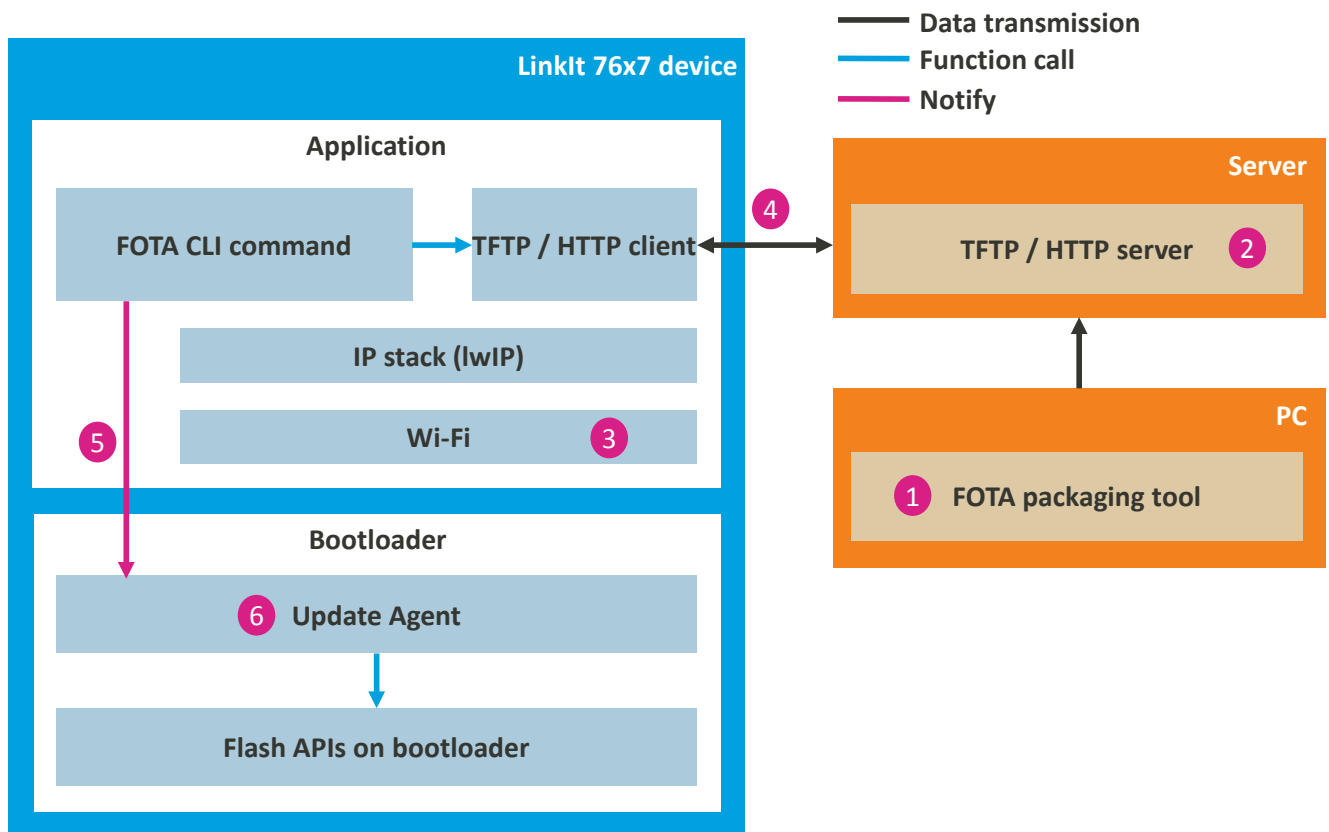 Data transmission
Function call
Notify
LinkIt 76x7 device
Application
FOTA CLI command
TFTP / HTTP client
4
Server
TFTP / HTTP server
2
IP stack (lwIP)
Wi-Fi
3
5
PC
1
FOTA packaging tool
Bootloader
6
Update Agent
Flash APIs on bootloader